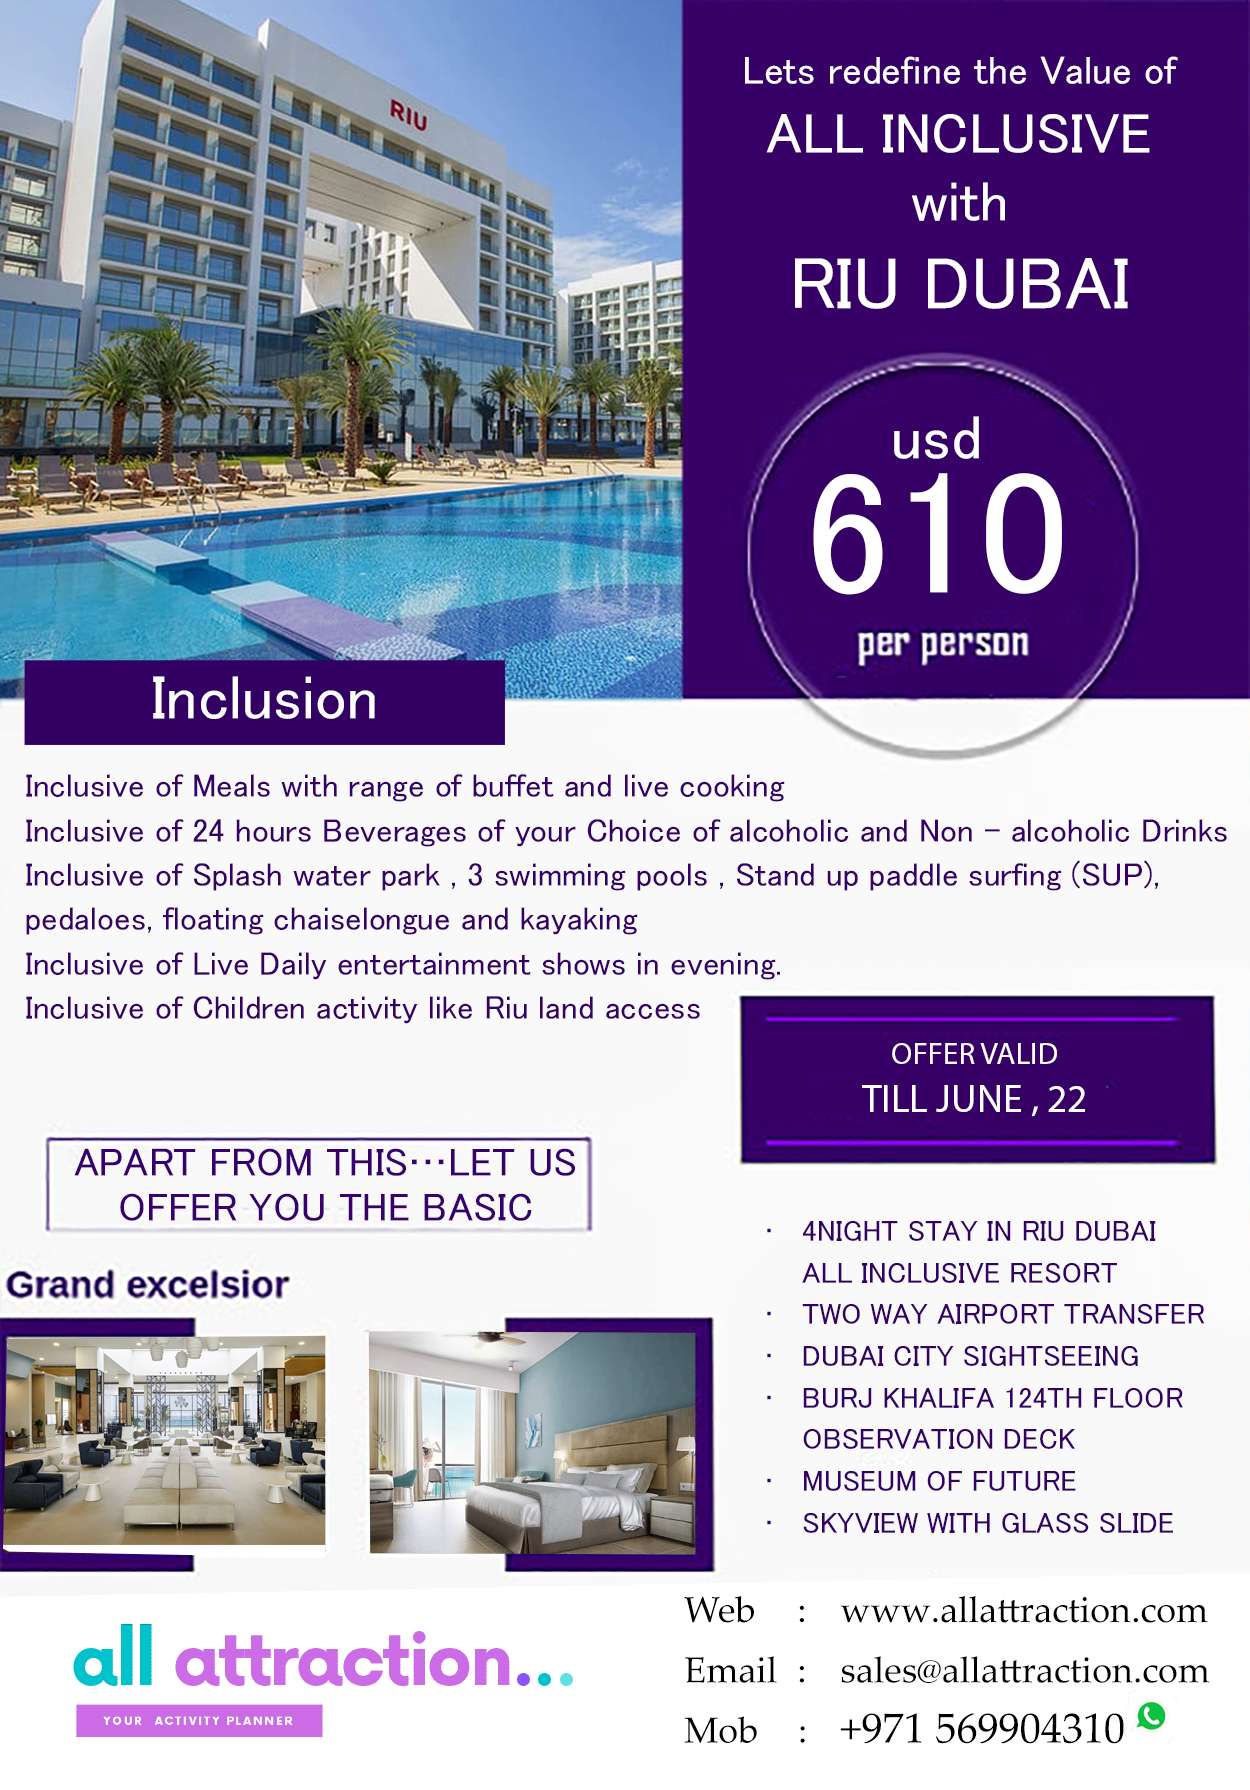 RIU
Lets redefine the Value of
ALL INCLUSIVE
with
RIU DUBAI
usd
610
per person
Inclusion
Inclusive of Meals with range of buffet and live cooking
Inclusive of 24 hours Beverages of your Choice of alcoholic and Non - alcoholic Drinks
Inclusive of Splash water park , 3 swimming pools , Stand up paddle surfing (SUP),
pedaloes, floating chaiselongue and kayaking
Inclusive of Live Daily entertainment shows in evening.
Inclusive of Children activity like Riu land access
OFFER VALID
TILL JUNE , 22
APART FROM THIS···LET US
OFFER YOU THE BASIC
Grand excelsior
· 4NIGHT STAY IN RIU DUBAI
ALL INCLUSIVE RESORT
· TWO WAY AIRPORT TRANSFER
· DUBAI CITY SIGHTSEEING
· BURJ KHALIFA 124TH FLOOR
OBSERVATION DECK
· MUSEUM OF FUTURE
· SKYVIEW WITH GLASS SLIDE
all attraction...
YOUR ACTIVITY PLANNER
Web : www.allattraction.com
Email : sales@allattraction.com
Mob : +971 569904310